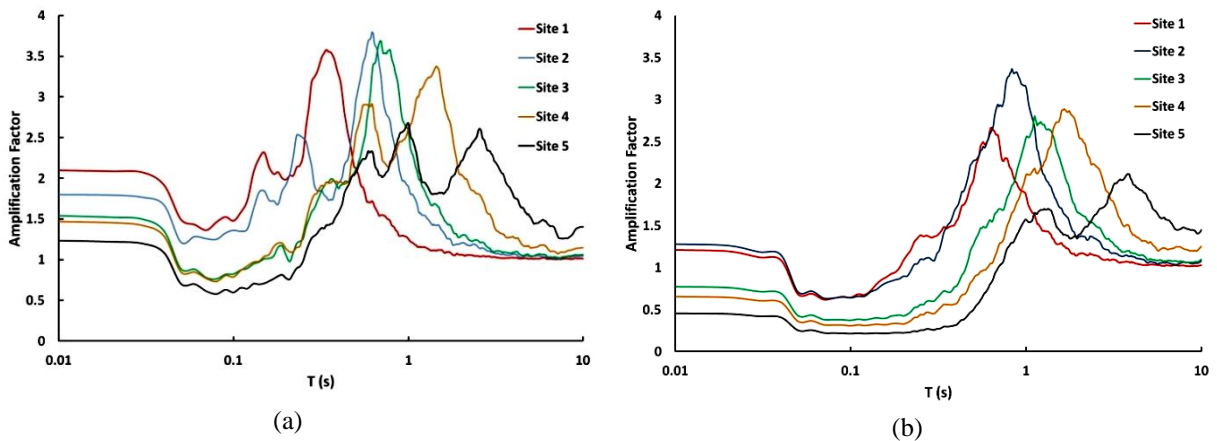 4
3.5
3
2.5
2
1.5
1
0.5
0
Amplification Factor
0.01
0.1
1
10
T (s)
Site 1
Site 2
Site 3
Site 4
Site 5
(a)
4
3.5
3
2.5
2
1.5
1
0.5
0
Amplification Factor
0.01
0.1
1
10
T (s)
Site 1
Site 2
Site 3
Site 4
Site 5
(b)